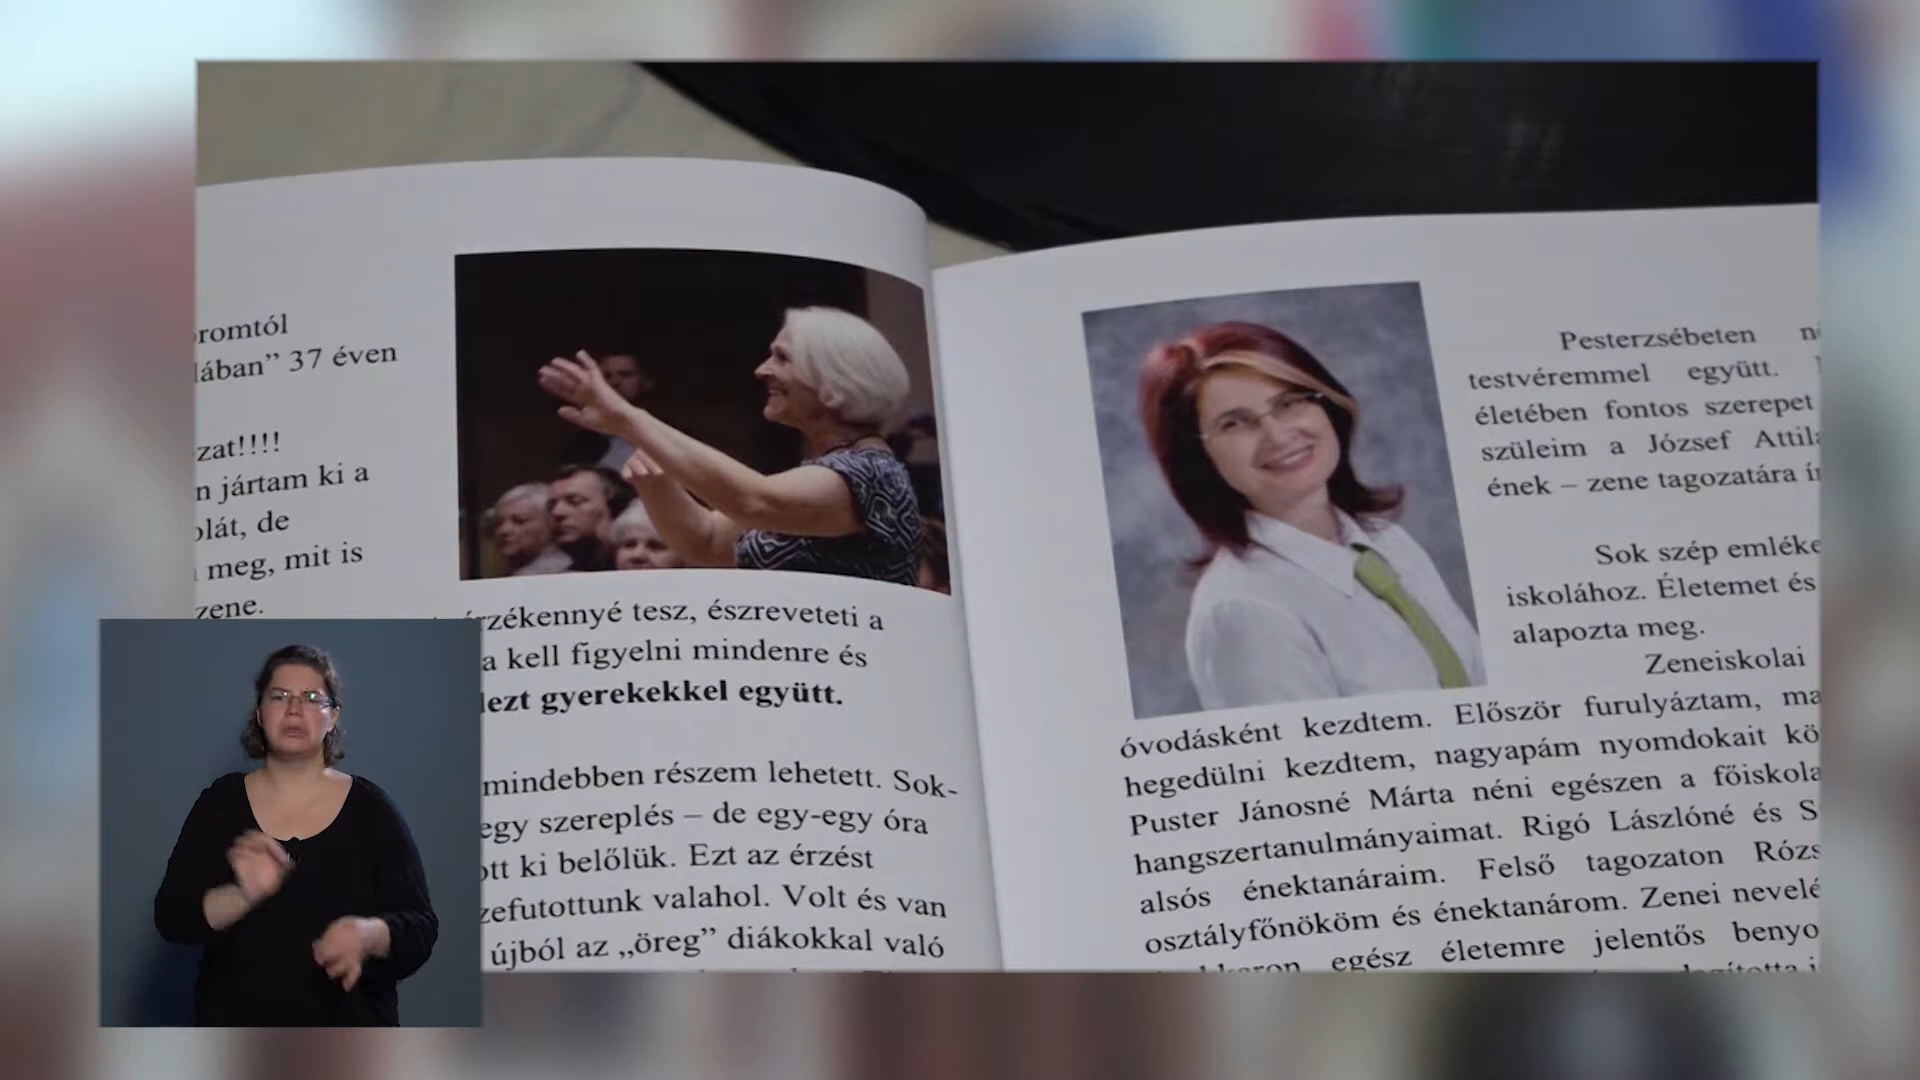 37 éven
zat!!!!
n jártam ki a
olát, de
meg, mit is
zene.
érzékennyé tesz, észreveteti a
a kell figyelni mindenre és
gyerekekkel együtt.
mindebben részem lehetett. Sok-
egy szereplés – de egy-egy óra
ott ki belőlük. Ezt az érzést
zefutottunk valahol. Volt és van
újból az „öreg” diákokkal való
Pesterzsébeten
testvéremmel együtt.
életében fontos szerepet
szüleim a József Attila
ének – zene tagozatára
Sok szép emléke
iskolához. Életemet és
alapozta meg.
Zeneiskolai
óvodásként kezdtem. Először furulyáztam, ma
hegedülni kezdtem, nagyapám nyomdokait kö
Puster Jánosné Márta néni egészen a főiskola
hangszertanulmányaimat. Rigó Lászlóné és S
alsós énektanáraim. Felső tagozaton Rózs
osztályfőnököm és énektanárom. Zenei nevelé
egész életemre jelentős benyo